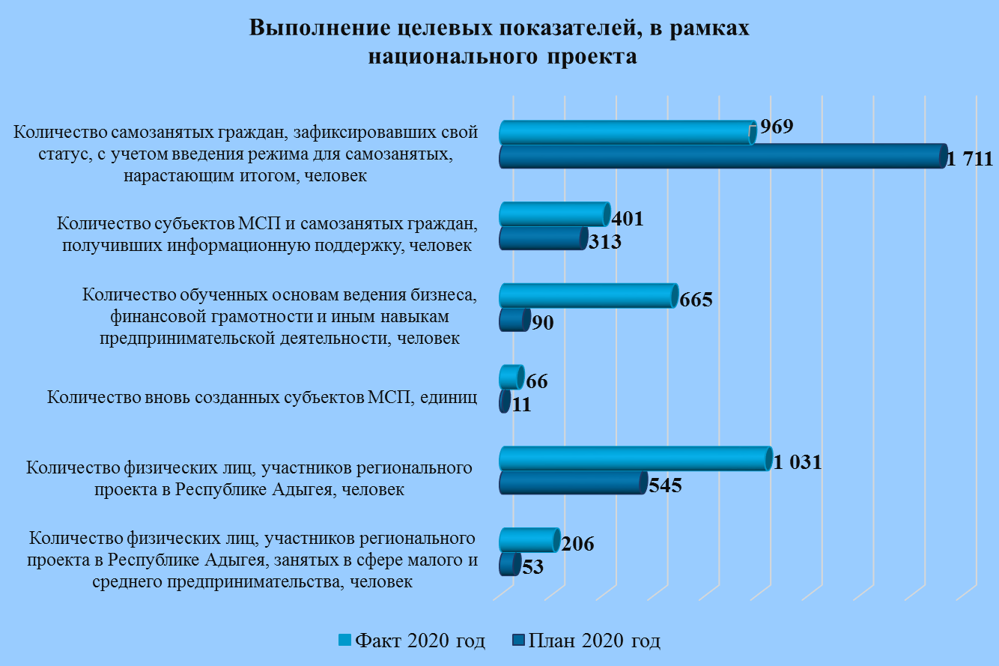 Выполнение целевых показателей, в рамках
национального проекта
Количество самозанятых граждан, зафиксировавших свой
статус, с учетом введения режима для самозанятых,
нарастающим итогом, человек
969
1 711
Количество субъектов МСП и самозанятых граждан,
получивших информационную поддержку, человек
401
313
Количество обученных основам ведения бизнеса,
финансовой грамотности и иным навыкам
предпринимательской деятельности, человек
665
90
Количество вновь созданных субъектов МСП, единиц
66
11
Количество физических лиц, участников регионального
проекта в Республике Адыгея, человек
1 031
545
Количество физических лиц, участников регионального
проекта в Республике Адыгея, занятых в сфере малого и
среднего предпринимательства, человек
206
53
Факт 2020 год План 2020 год